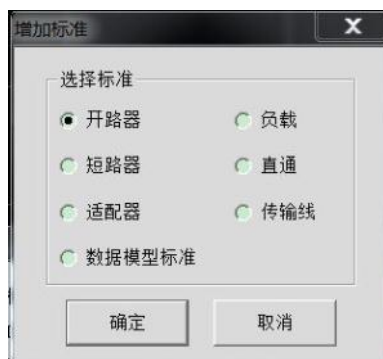 增加标准
X
选择标准
开路器 负载
短路器 直通
适配器 传输线
数据模型标准
确定 取消